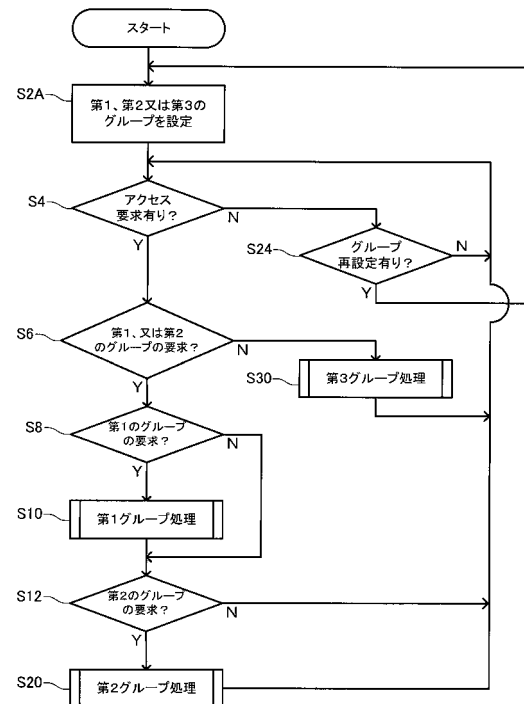 スタート
S2A
第1、第2又は第3の
グループを設定
S4
アクセス
要求有り?
N
Y
S24
グループ
再設定有り?
N
Y
S6
第1、又は第2
のグループの要求?
N
Y
S30
第3グループ処理
S8
第1のグループ
の要求?
N
Y
S10
第1グループ処理
S12
第2のグループ
の要求?
N
Y
S20
第2グループ処理